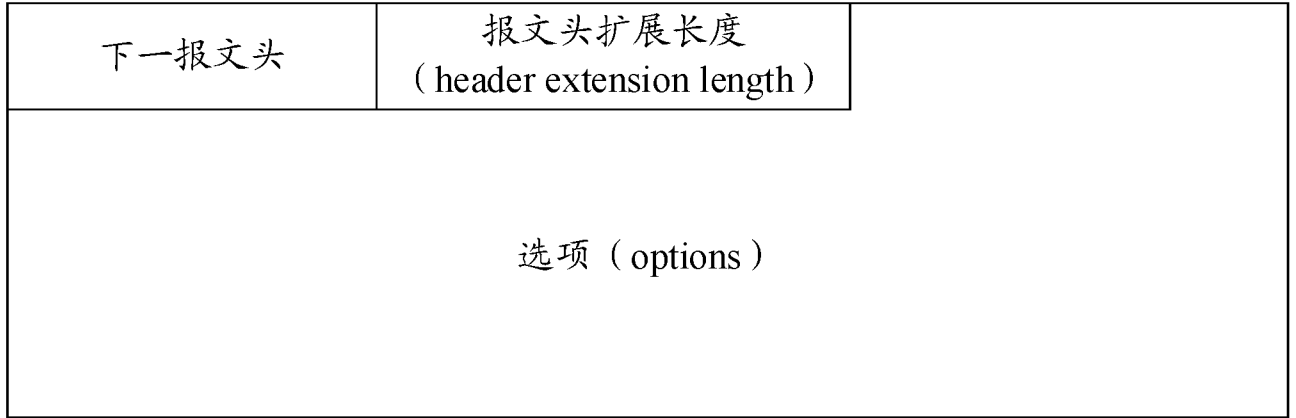 下一报文头
报文头扩展长度
（header extension length）
选项（options）